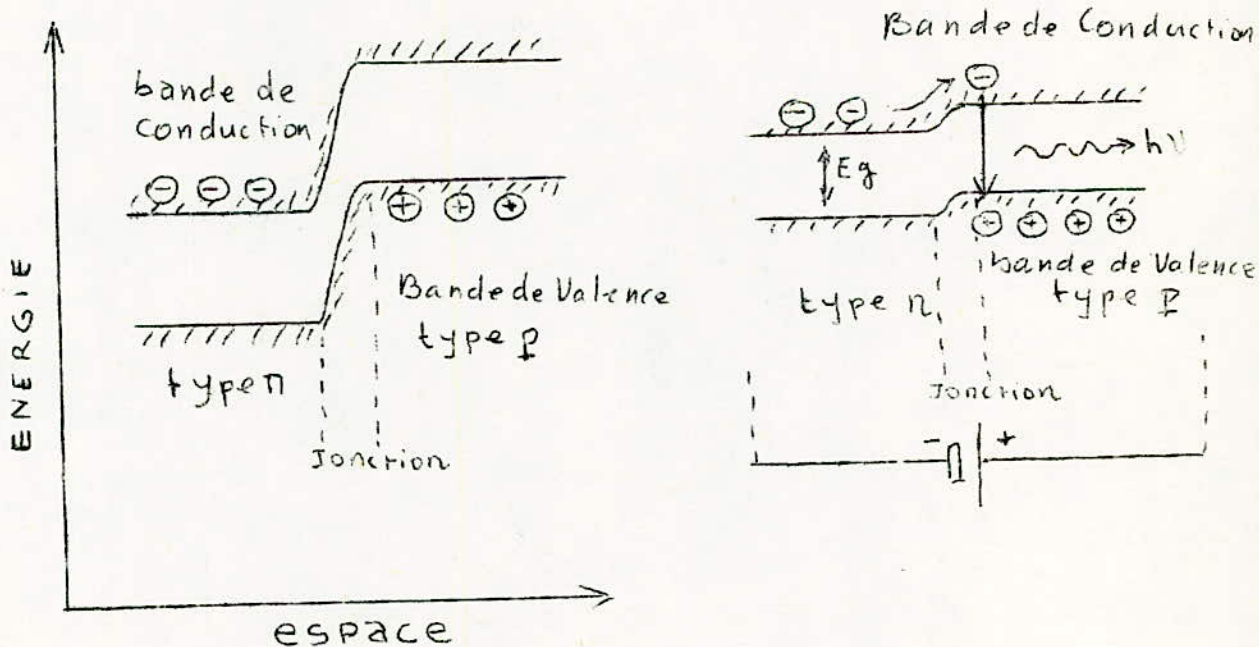 bande de
Conduction
Bande de Valence
type p
type n
Jonction
ENERGIE
espace
Bande de Conduction
Eg
hν
bande de Valence
type n
type p
Jonction
- +